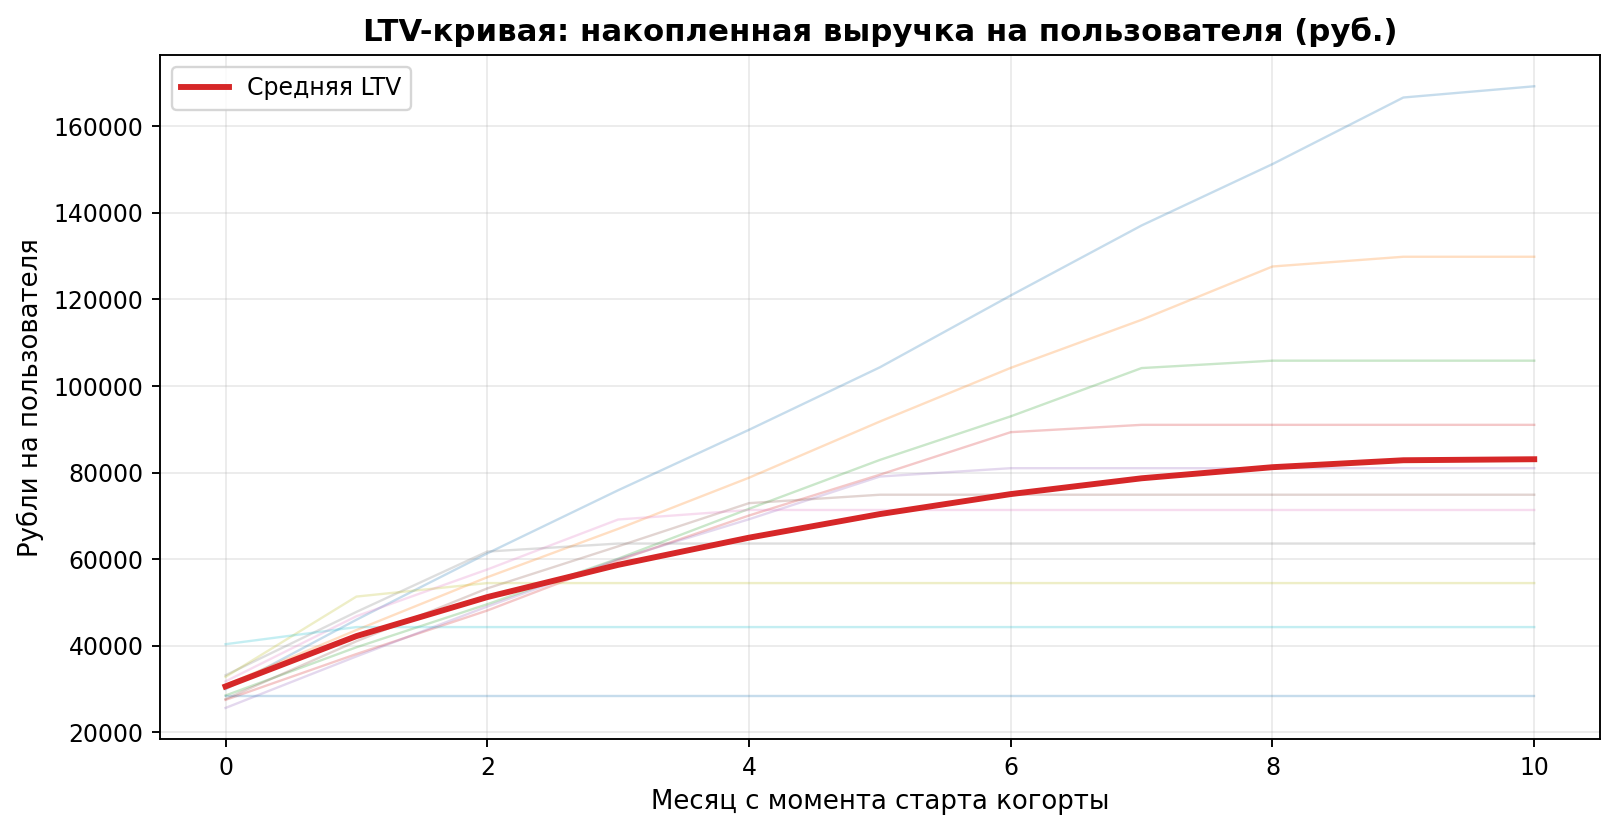 LTV-кривая: накопленная выручка на пользователя (руб.)
Средняя LTV
Рубли на пользователя
160000
140000
120000
100000
80000
60000
40000
20000
0 2 4 6 8 10
Месяц с момента старта когорты